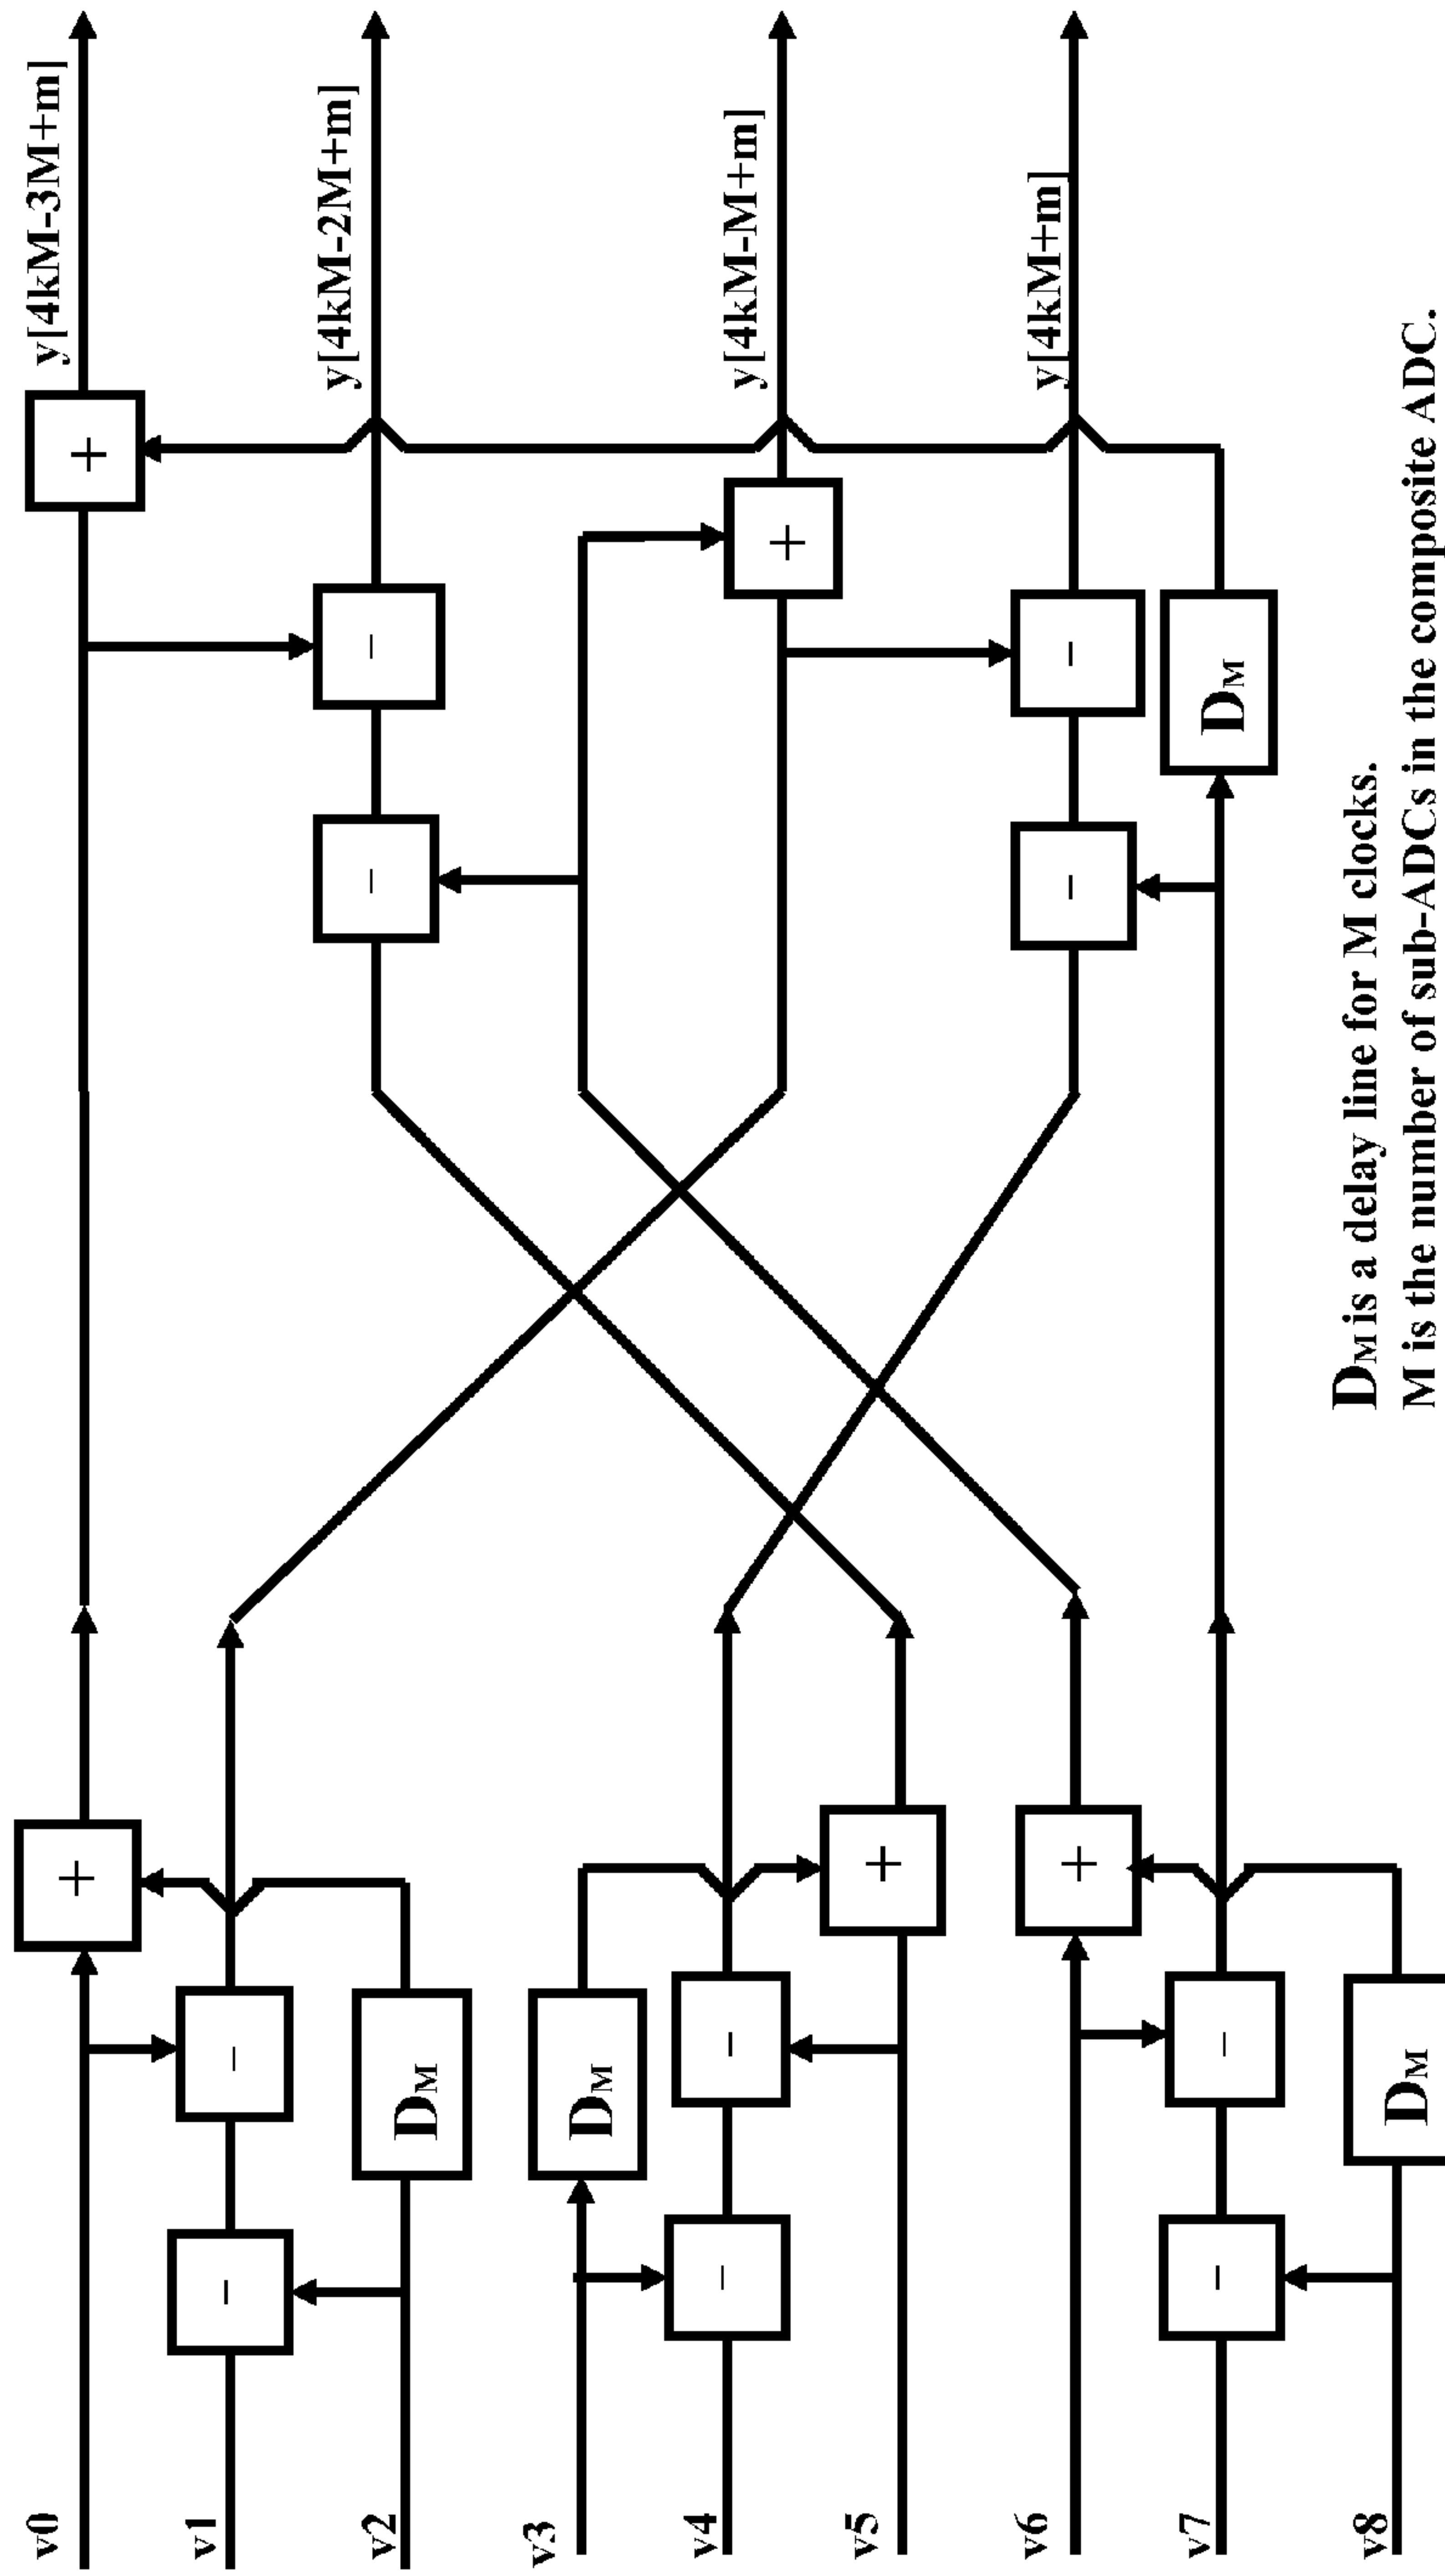 v0
v1
v2
v3
v4
v5
v6
v7
v8
−
−
−
−
−
−
DM
DM
DM
+
+
+
−
−
−
−
DM
+
+
y[4kM-3M+m]
y[4kM-2M+m]
y[4kM-M+m]
y[4kM+m]
DM is a delay line for M clocks.
M is the number of sub-ADCs in the composite ADC.